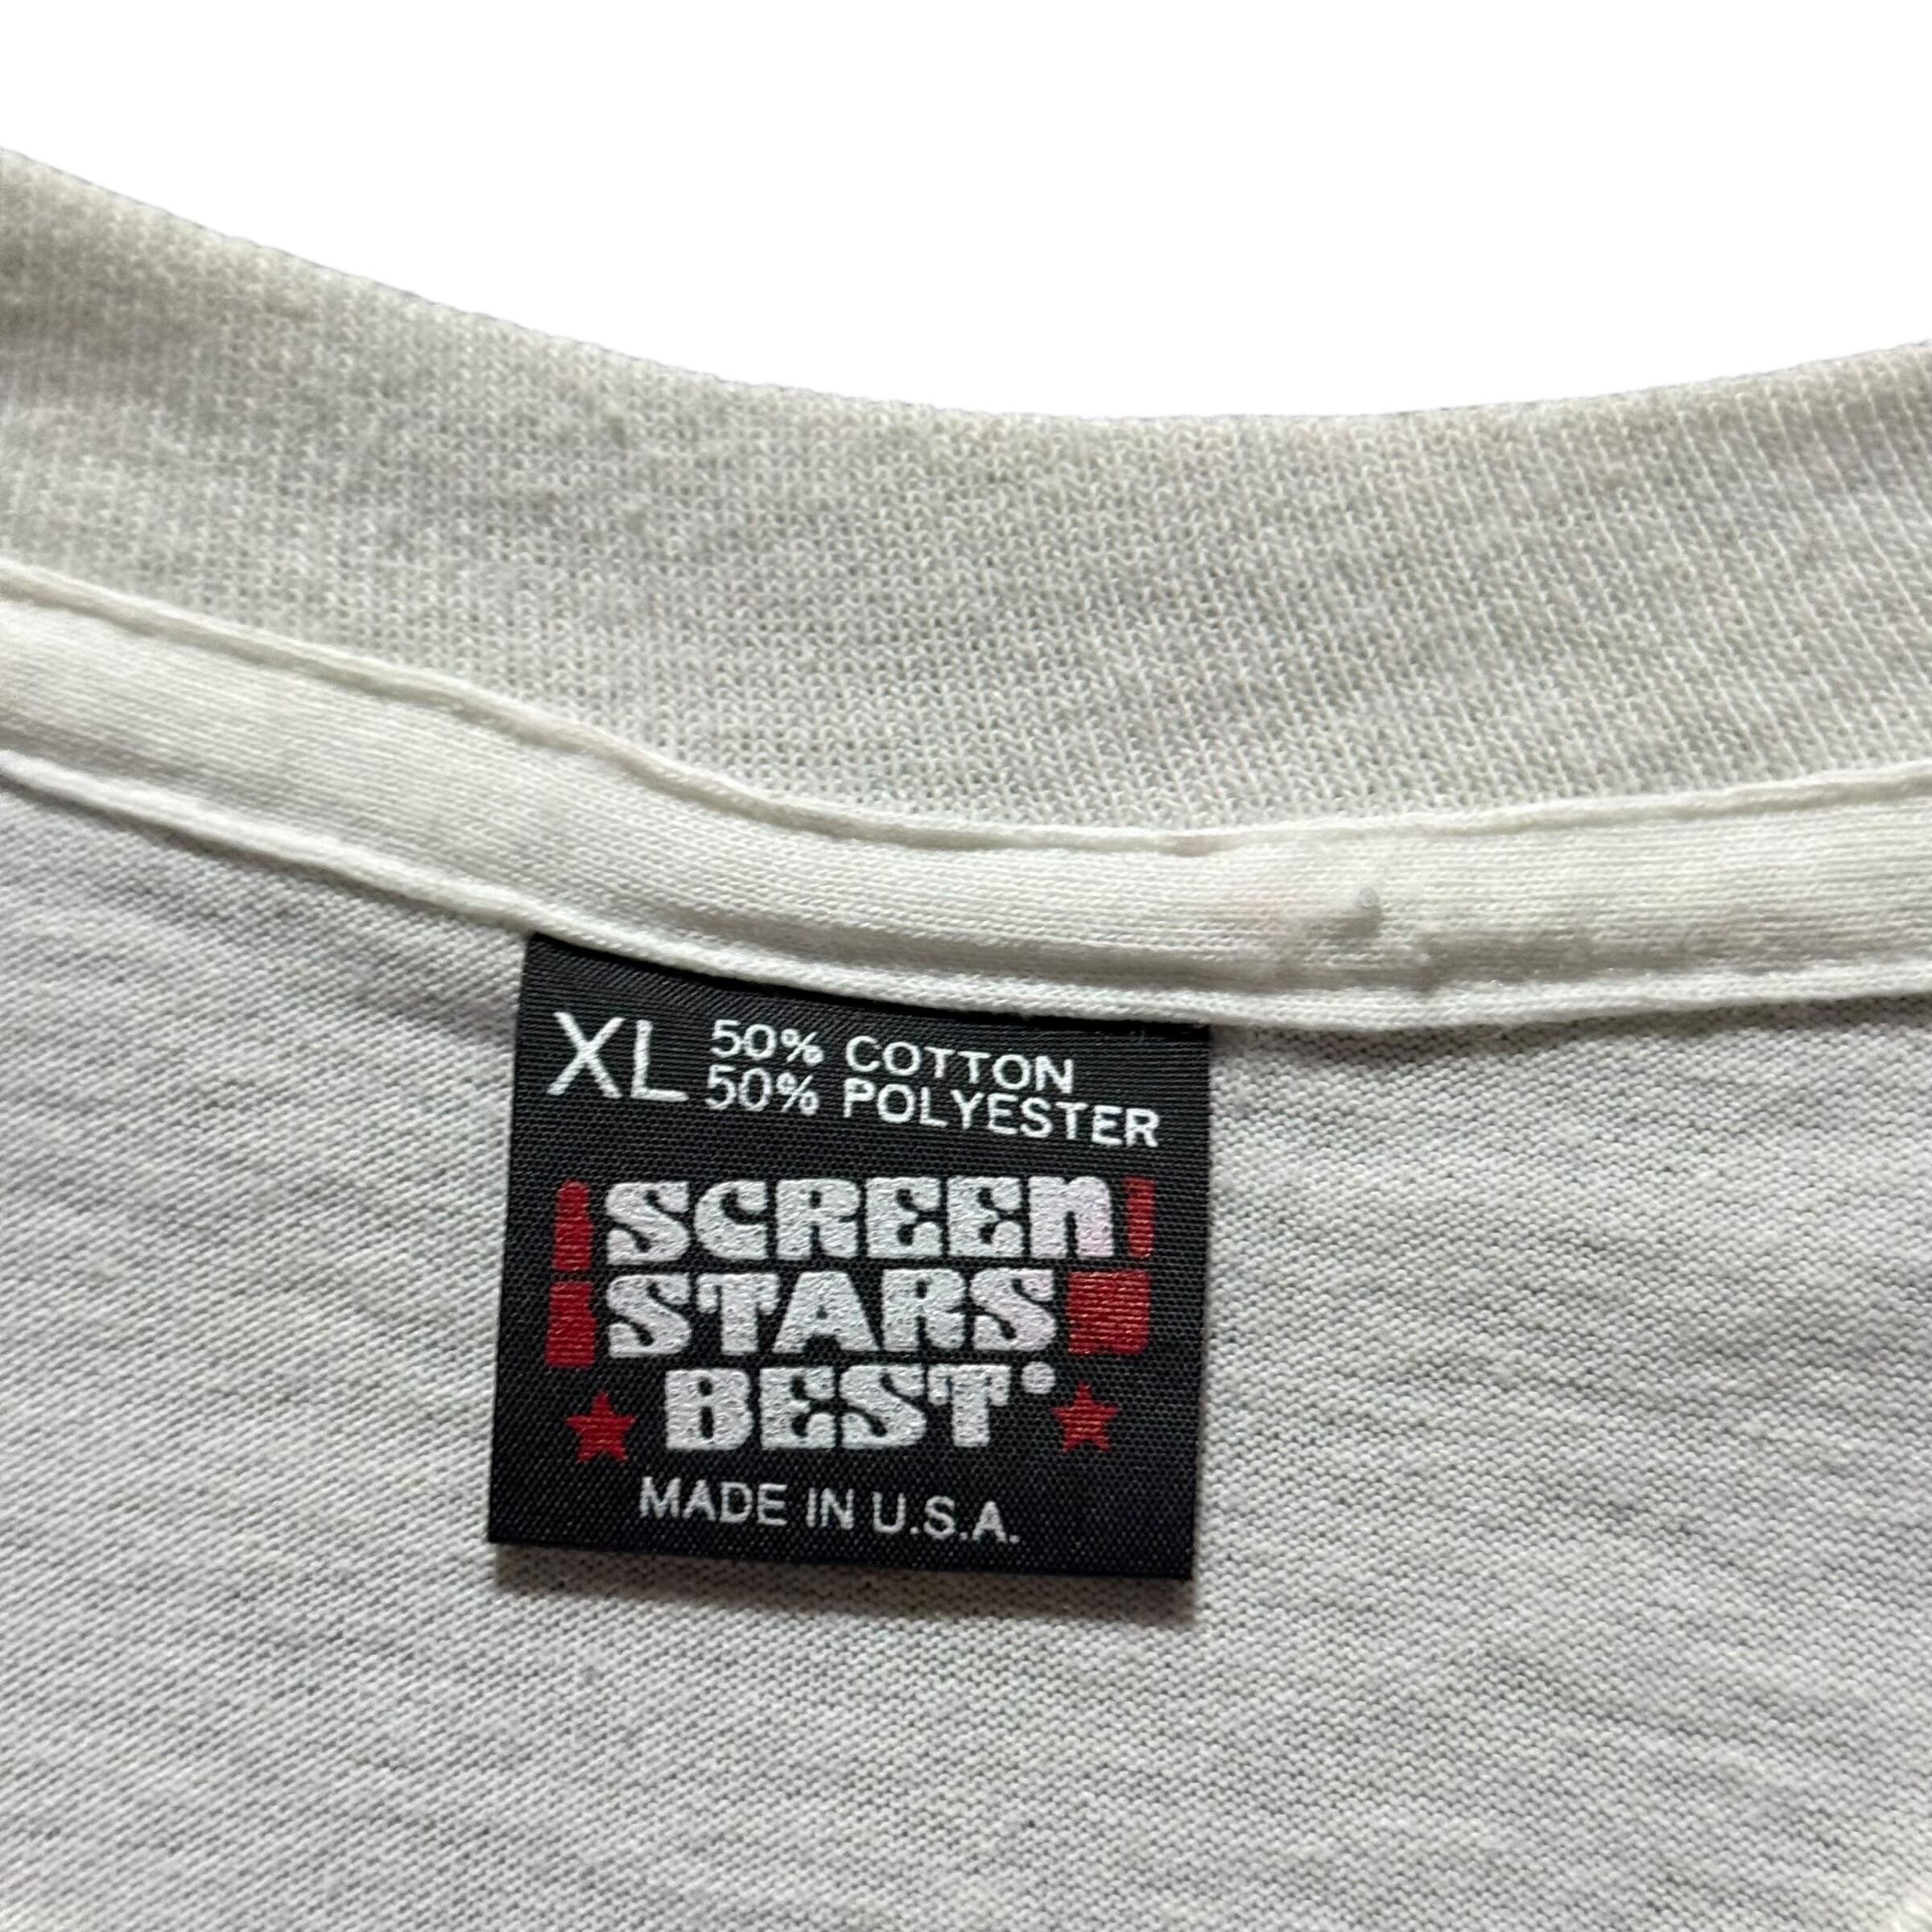 XL 50% COTTON
50% POLYESTER
SCREEN
STARS
BEST
MADE IN U.S.A.